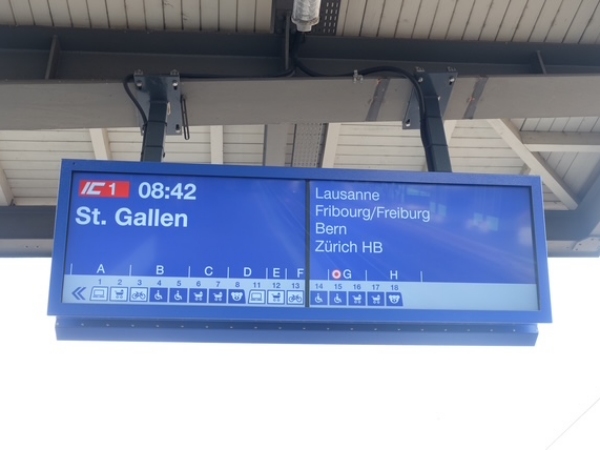 IC 1 08:42
St. Gallen
Lausanne
Fribourg/Freiburg
Bern
Zürich HB
A B C D E F G H
1 2 3 4 5 6 7 8 11 12 13 14 15 16 17 18